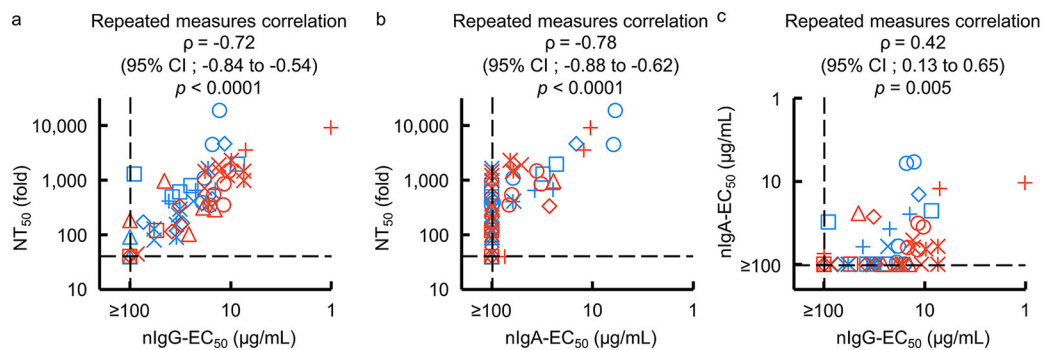 a
Repeated measures correlation
ρ = -0.72
(95% CI ; -0.84 to -0.54)
p < 0.0001
NT50 (fold)
10,000
1,000
100
10
≥100
10
1
nIgG-EC50 (µg/mL)
b
Repeated measures correlation
ρ = -0.78
(95% CI ; -0.88 to -0.62)
p < 0.0001
NT50 (fold)
10,000
1,000
100
10
≥100
10
1
nIgA-EC50 (µg/mL)
c
Repeated measures correlation
ρ = 0.42
(95% CI ; 0.13 to 0.65)
p = 0.005
nIgA-EC50 (µg/mL)
1
10
≥100
≥100
10
1
nIgG-EC50 (µg/mL)